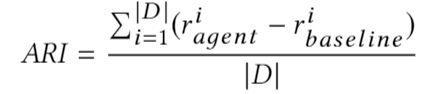 ARI = \frac{\sum_{i=1}^{|D|}(r_{agent}^{i} - r_{baseline}^{i})}{|D|}